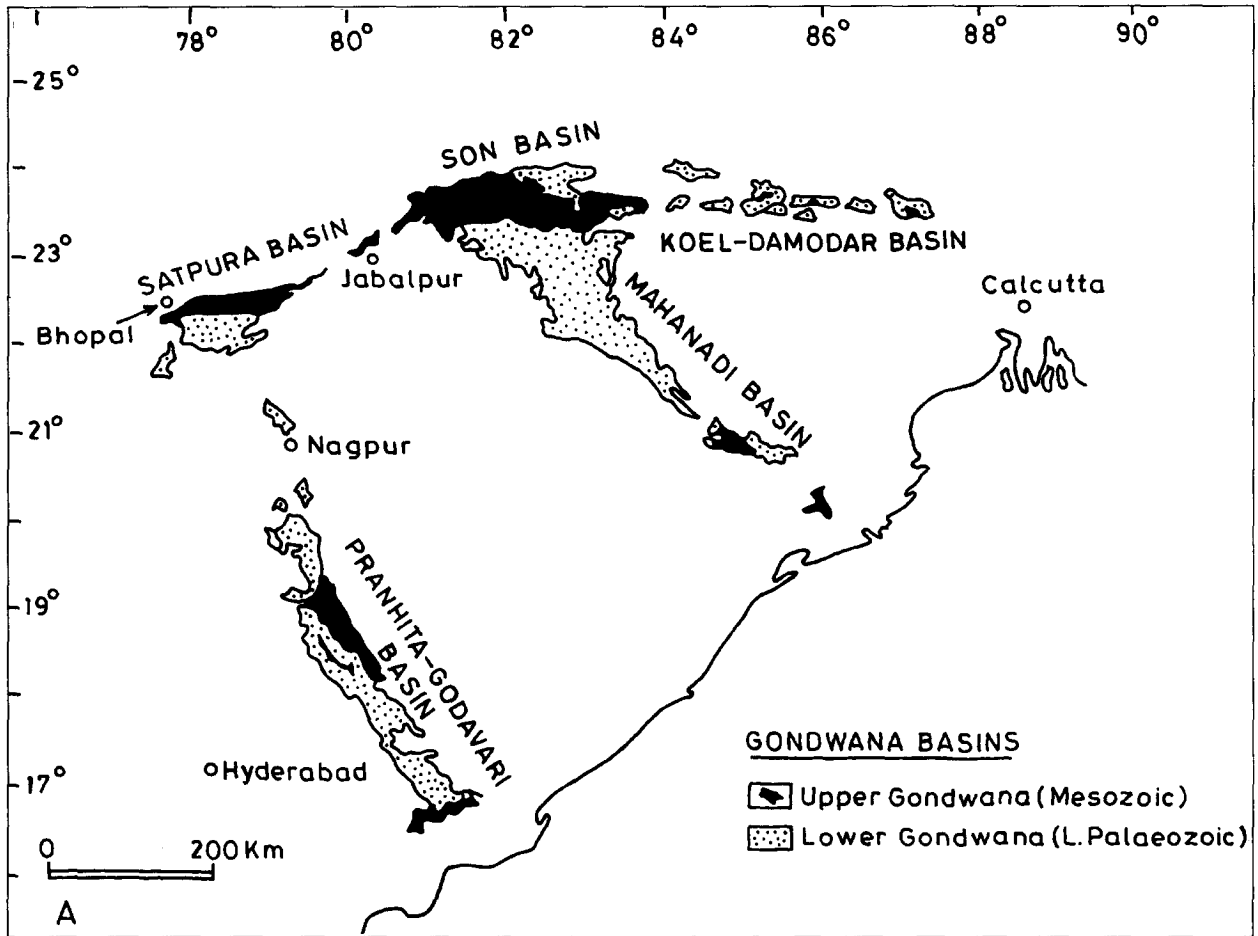 78° 80° 82° 84° 86° 88° 90°
25°
SON BASIN
23°
KOEL-DAMODAR BASIN
SATPURA BASIN
Jabalpur
MAHANADI BASIN
Calcutta
Bhopal
21°
Nagpur
PRANHITA-GODAVARI
BASIN
19°
GONDWANA BASINS
17°
Hyderabad
Upper Gondwana (Mesozoic)
Lower Gondwana (L. Palaeozoic)
0 200 Km
A